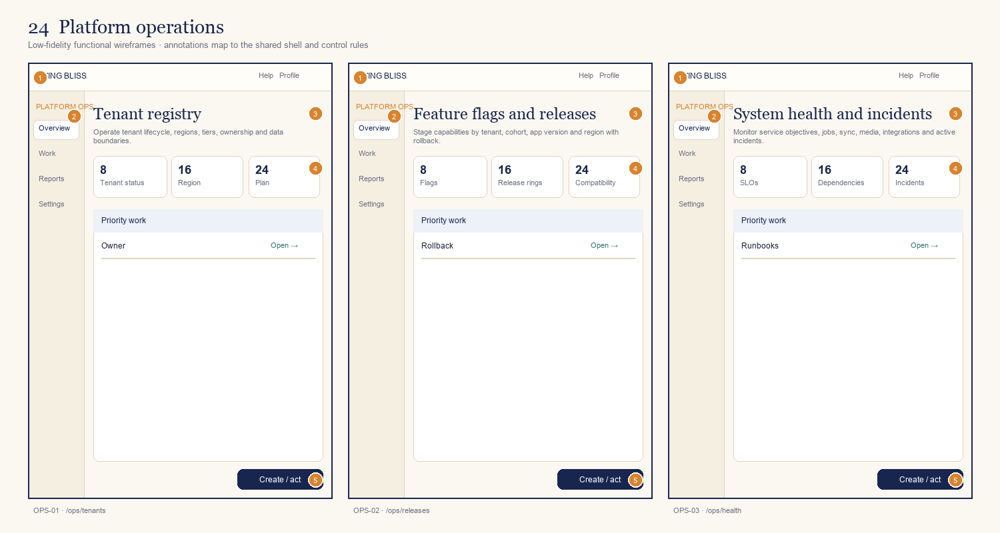 24 Platform operations
Low-fidelity functional wireframes · annotations map to the shared shell and control rules
1 ING BLISS
Help Profile
PLATFORM OPS
2
Overview
Work
Reports
Settings
Tenant registry
3
Operate tenant lifecycle, regions, tiers, ownership and data
boundaries.
8
Tenant status
16
Region
24
Plan
4
Priority work
Owner Open →
Create / act 5
OPS-01 · /ops/tenants
1 ING BLISS
Help Profile
PLATFORM OPS
2
Overview
Work
Reports
Settings
Feature flags and releases
3
Stage capabilities by tenant, cohort, app version and region with
rollback.
8
Flags
16
Release rings
24
Compatibility
4
Priority work
Rollback Open →
Create / act 5
OPS-02 · /ops/releases
1 ING BLISS
Help Profile
PLATFORM OPS
2
Overview
Work
Reports
Settings
System health and incidents
3
Monitor service objectives, jobs, sync, media, integrations and active
incidents.
8
SLOs
16
Dependencies
24
Incidents
4
Priority work
Runbooks Open →
Create / act 5
OPS-03 · /ops/health